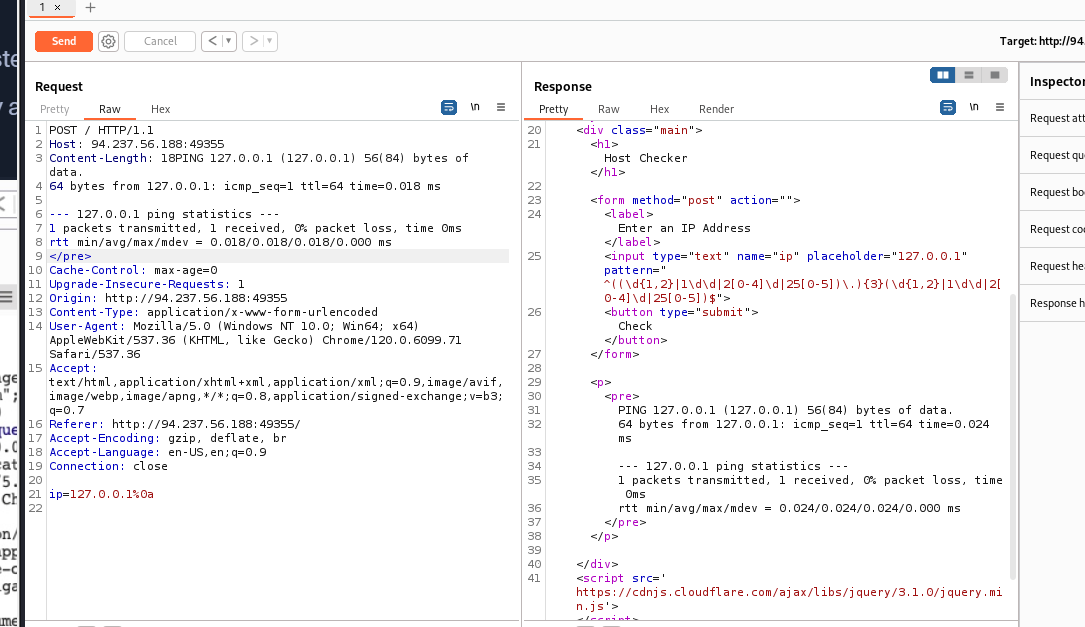 1 ×
+
Send
Cancel
<
>
Target: http://94.
Request
Pretty
Raw
Hex
\n
1 POST / HTTP/1.1
2 Host: 94.237.56.188:49355
3 Content-Length: 18PING 127.0.0.1 (127.0.0.1) 56(84) bytes of
data.
4 64 bytes from 127.0.0.1: icmp_seq=1 ttl=64 time=0.018 ms
5
6 --- 127.0.0.1 ping statistics ---
7 1 packets transmitted, 1 received, 0% packet loss, time 0ms
8 rtt min/avg/max/mdev = 0.018/0.018/0.018/0.000 ms
9 </pre>
10 Cache-Control: max-age=0
11 Upgrade-Insecure-Requests: 1
12 Origin: http://94.237.56.188:49355
13 Content-Type: application/x-www-form-urlencoded
14 User-Agent: Mozilla/5.0 (Windows NT 10.0; Win64; x64)
AppleWebKit/537.36 (KHTML, like Gecko) Chrome/120.0.6099.71
Safari/537.36
15 Accept:
text/html,application/xhtml+xml,application/xml;q=0.9,image/avif,
image/webp,image/apng,*/*;q=0.8,application/signed-exchange;v=b3;
q=0.7
16 Referer: http://94.237.56.188:49355/
17 Accept-Encoding: gzip, deflate, br
18 Accept-Language: en-US,en;q=0.9
19 Connection: close
20
21 ip=127.0.0.1%0a
22
Response
Pretty
Raw
Hex
Render
\n
20 <div class="main">
21 <h1>
Host Checker
</h1>
22
23 <form method="post" action="">
24 <label>
Enter an IP Address
</label>
25 <input type="text" name="ip" placeholder="127.0.0.1"
pattern="
^((\d{1,2}|1\d\d|2[0-4]\d|25[0-5])\.){3}(\d{1,2}|1\d\d|2[
0-4]\d|25[0-5])$">
26 <button type="submit">
Check
</button>
27 </form>
28
29 <p>
30 <pre>
31 PING 127.0.0.1 (127.0.0.1) 56(84) bytes of data.
32 64 bytes from 127.0.0.1: icmp_seq=1 ttl=64 time=0.024
ms
33
34 --- 127.0.0.1 ping statistics ---
35 1 packets transmitted, 1 received, 0% packet loss, time
0ms
36 rtt min/avg/max/mdev = 0.024/0.024/0.024/0.000 ms
37 </pre>
38 </p>
39
40 </div>
41 <script src='
https://cdnjs.cloudflare.com/ajax/libs/jquery/3.1.0/jquery.mi
n.js'>
</script>
Inspector
Request att
Request qu
Request bo
Request coo
Request hea
Response h